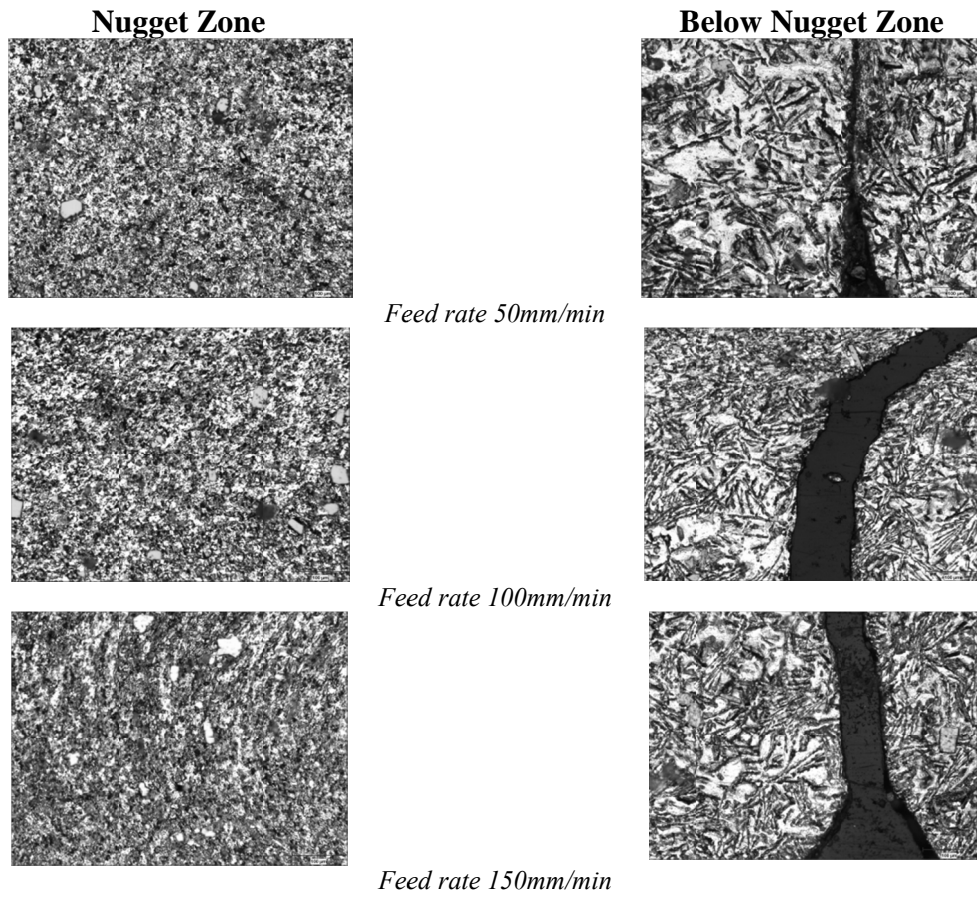 Nugget Zone
Below Nugget Zone
Feed rate 50mm/min
Feed rate 100mm/min
Feed rate 150mm/min